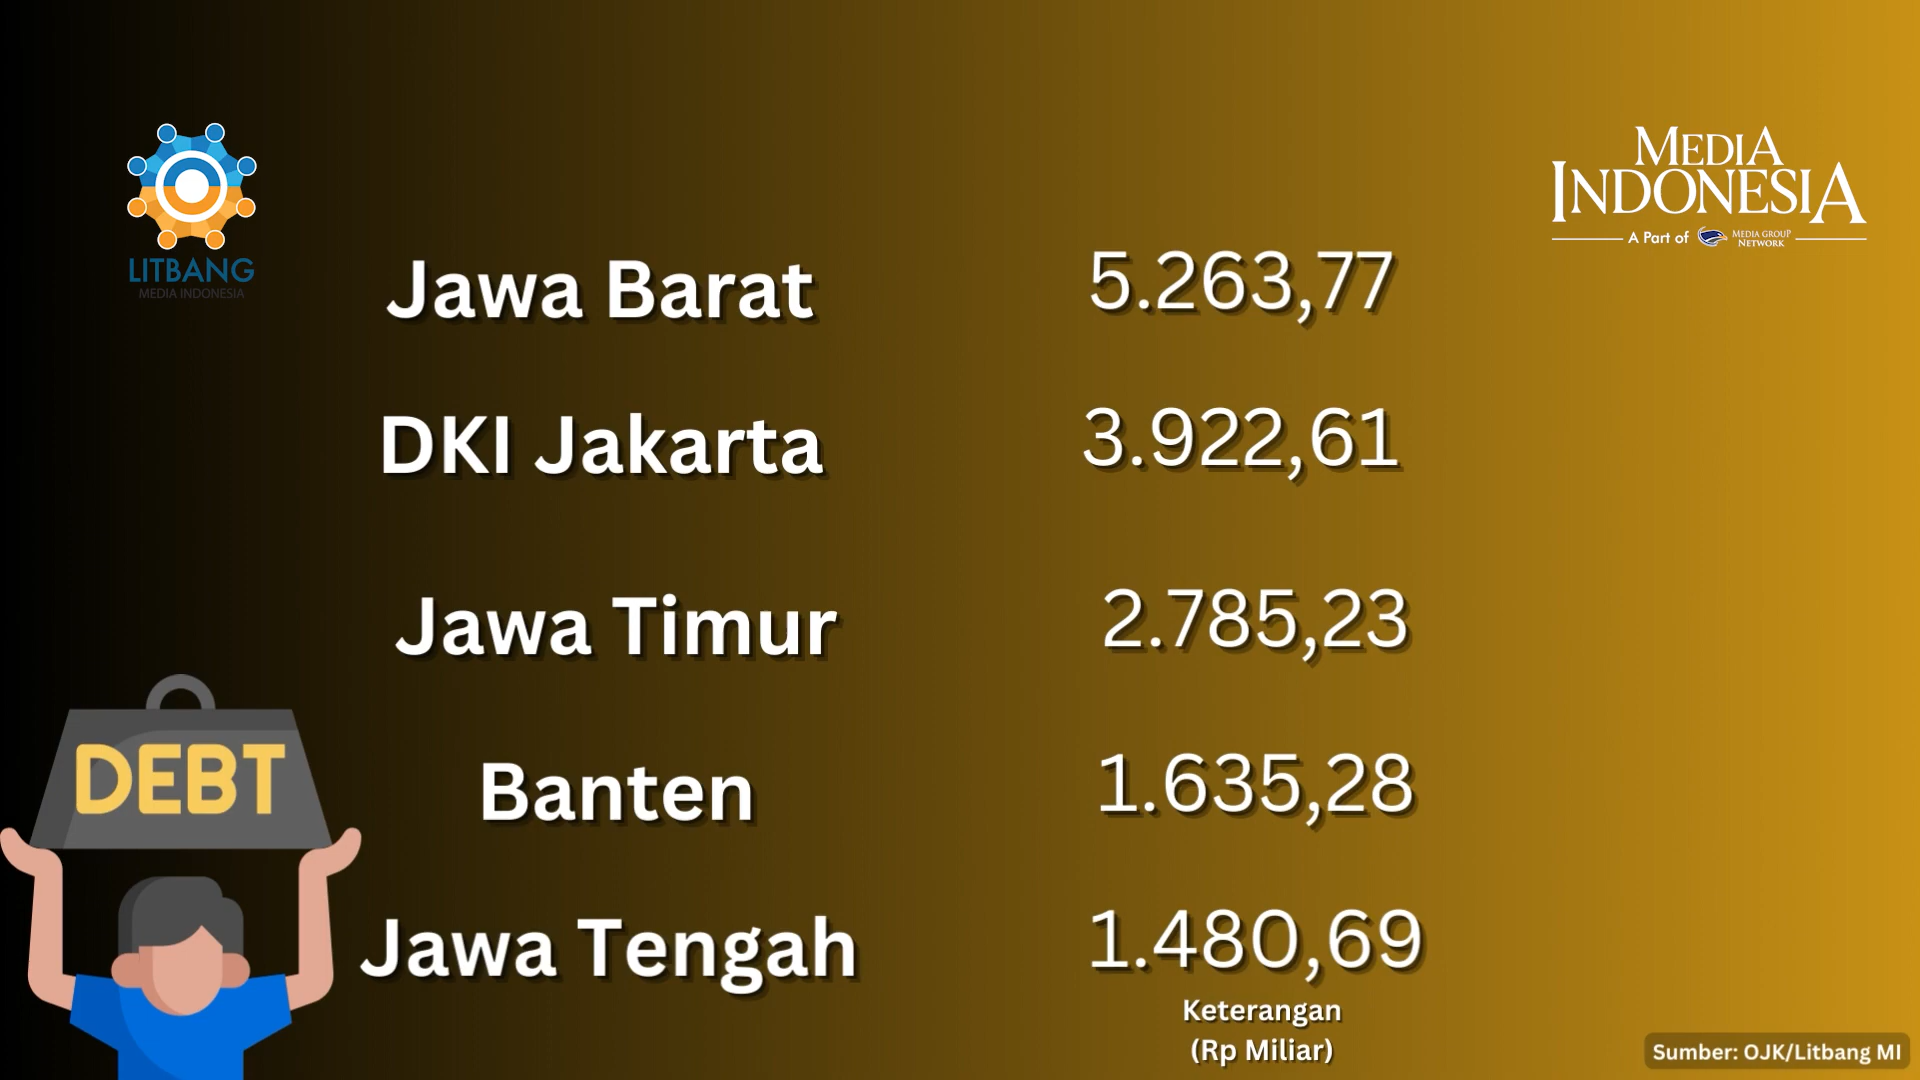 LITBANG
MEDIA INDONESIA
MEDIA
INDONESIA
A Part of MEDIA GROUP NETWORK
Jawa Barat 5.263,77
DKI Jakarta 3.922,61
Jawa Timur 2.785,23
DEBT
Banten 1.635,28
Jawa Tengah 1.480,69
Keterangan
(Rp Miliar)
Sumber: OJK/Litbang MI